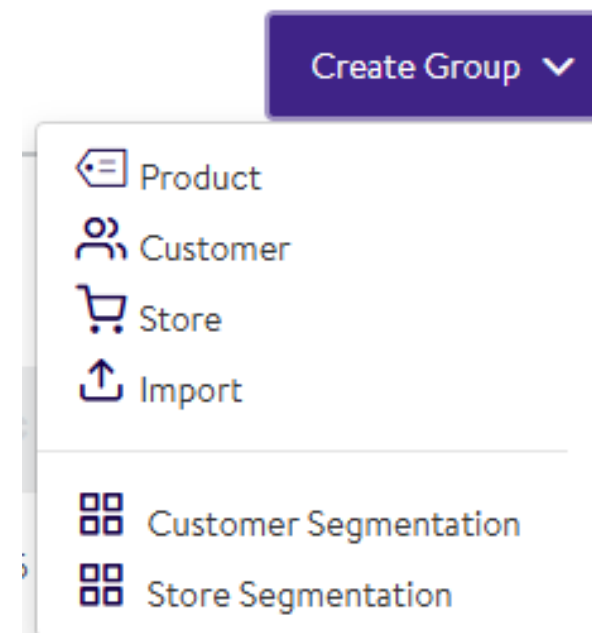 Create Group
Product
Customer
Store
Import
Customer Segmentation
Store Segmentation